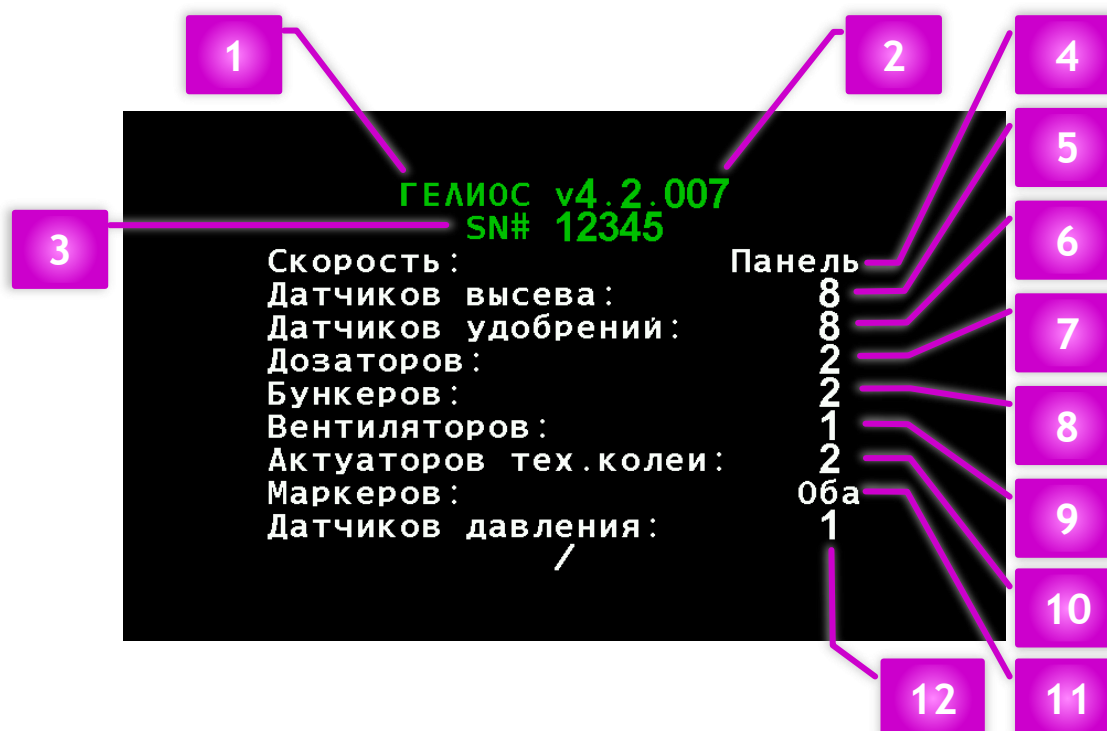 1
2
4
5
ГЕЛИОС v4.2.007
6
SN# 12345
3
Скорость: Панель
Датчиков высева: 8
Датчиков удобрений: 8
7
Дозаторов: 2
Бункеров: 2
8
Вентиляторов: 1
Актуаторов тех.колеи: 2
Маркеров: Оба
9
Датчиков давления: 1
/
10
12
11